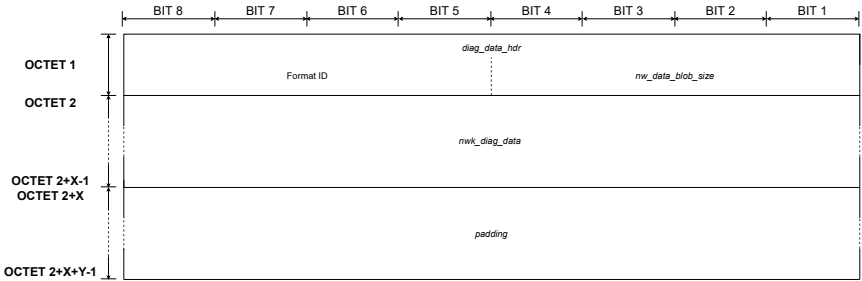 BIT 8 BIT 7 BIT 6 BIT 5 BIT 4 BIT 3 BIT 2 BIT 1
diag_data_hdr
OCTET 1
Format ID nw_data_blob_size
OCTET 2
nwk_diag_data
OCTET 2+X-1
OCTET 2+X
padding
OCTET 2+X+Y-1